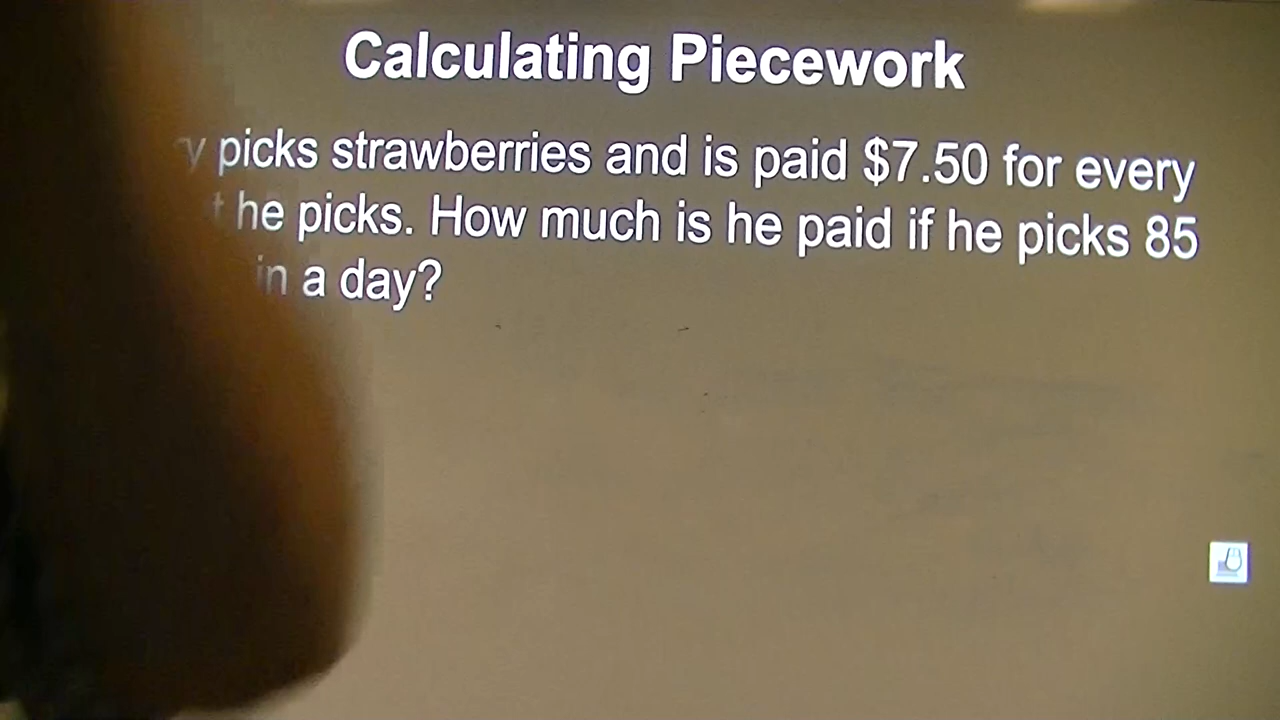 Calculating Piecework
picks strawberries and is paid $7.50 for every
he picks. How much is he paid if he picks 85
in a day?